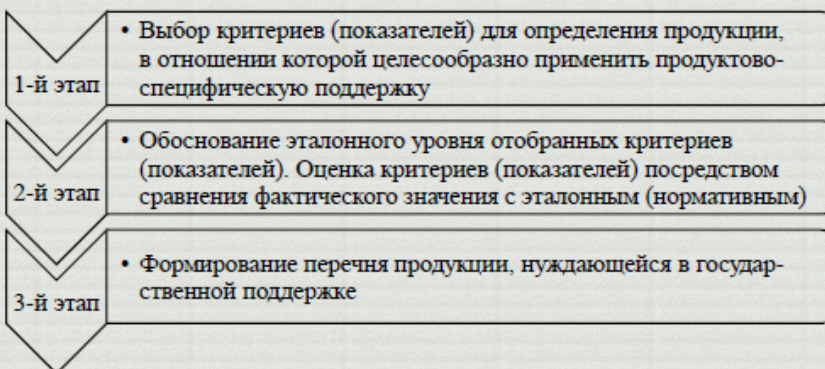 1-й этап
• Выбор критериев (показателей) для определения продукции,
в отношении которой целесообразно применить продуктово-
специфическую поддержку
2-й этап
• Обоснование эталонного уровня отобранных критериев
(показателей). Оценка критериев (показателей) посредством
сравнения фактического значения с эталонным (нормативным)
3-й этап
• Формирование перечня продукции, нуждающейся в государ-
ственной поддержке